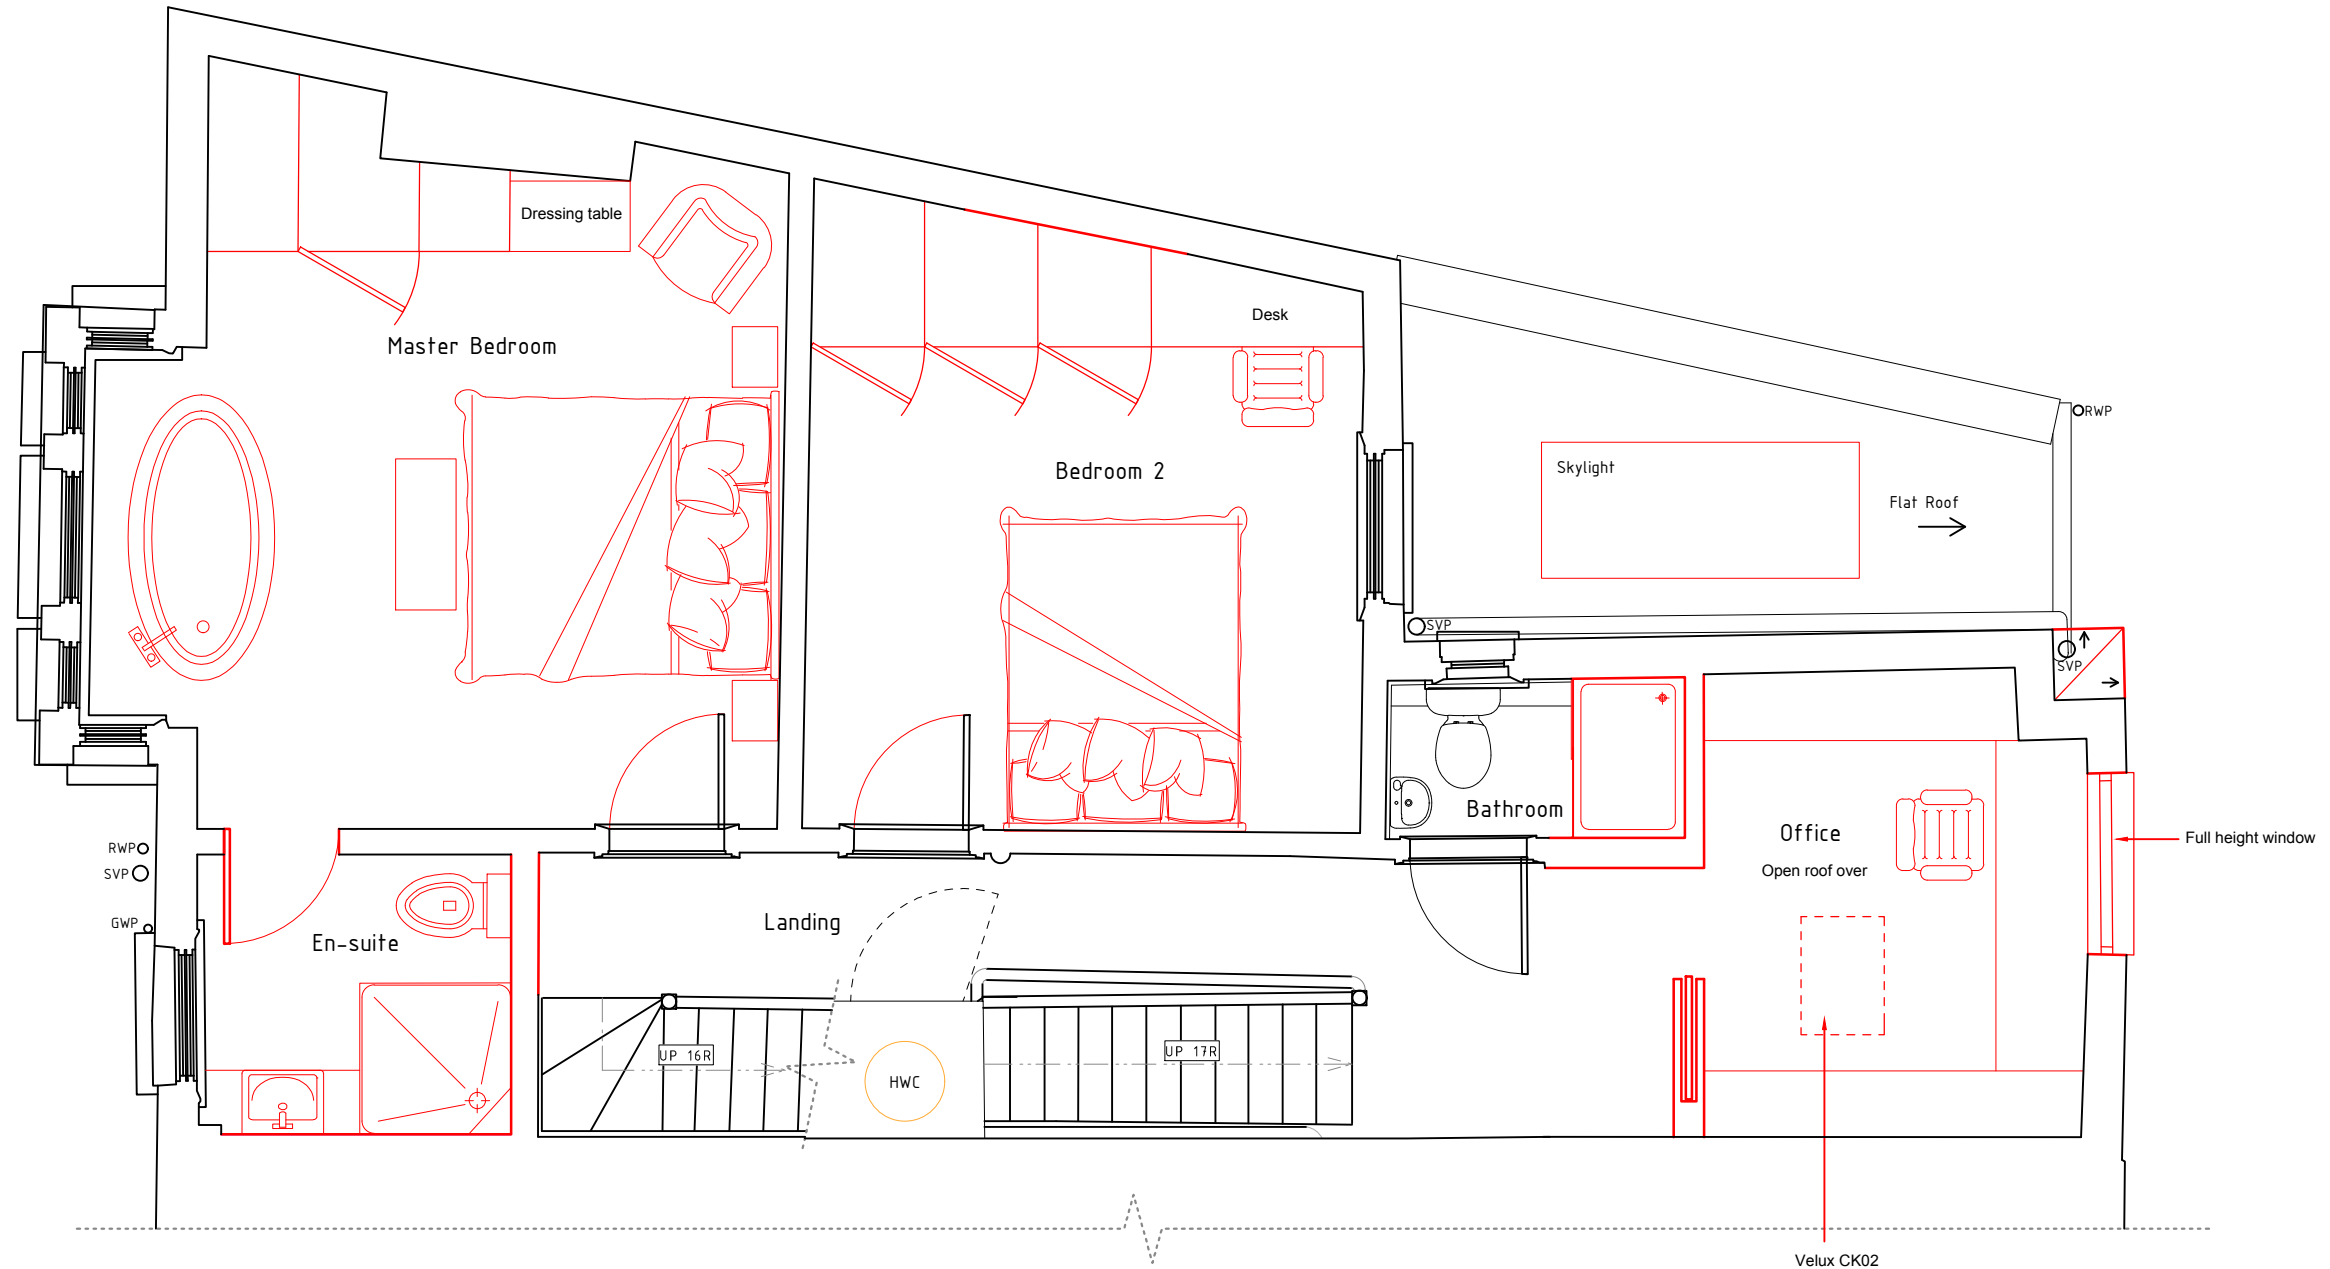 Dressing table
Desk
Master Bedroom
RWP
Bedroom 2
Skylight
Flat Roof
SVP
SVP
Bathroom
Office
Full height window
RWP
Open roof over
SVP
GWP
Landing
En-suite
UP 16R
UP 17R
HWC
Velux CK02